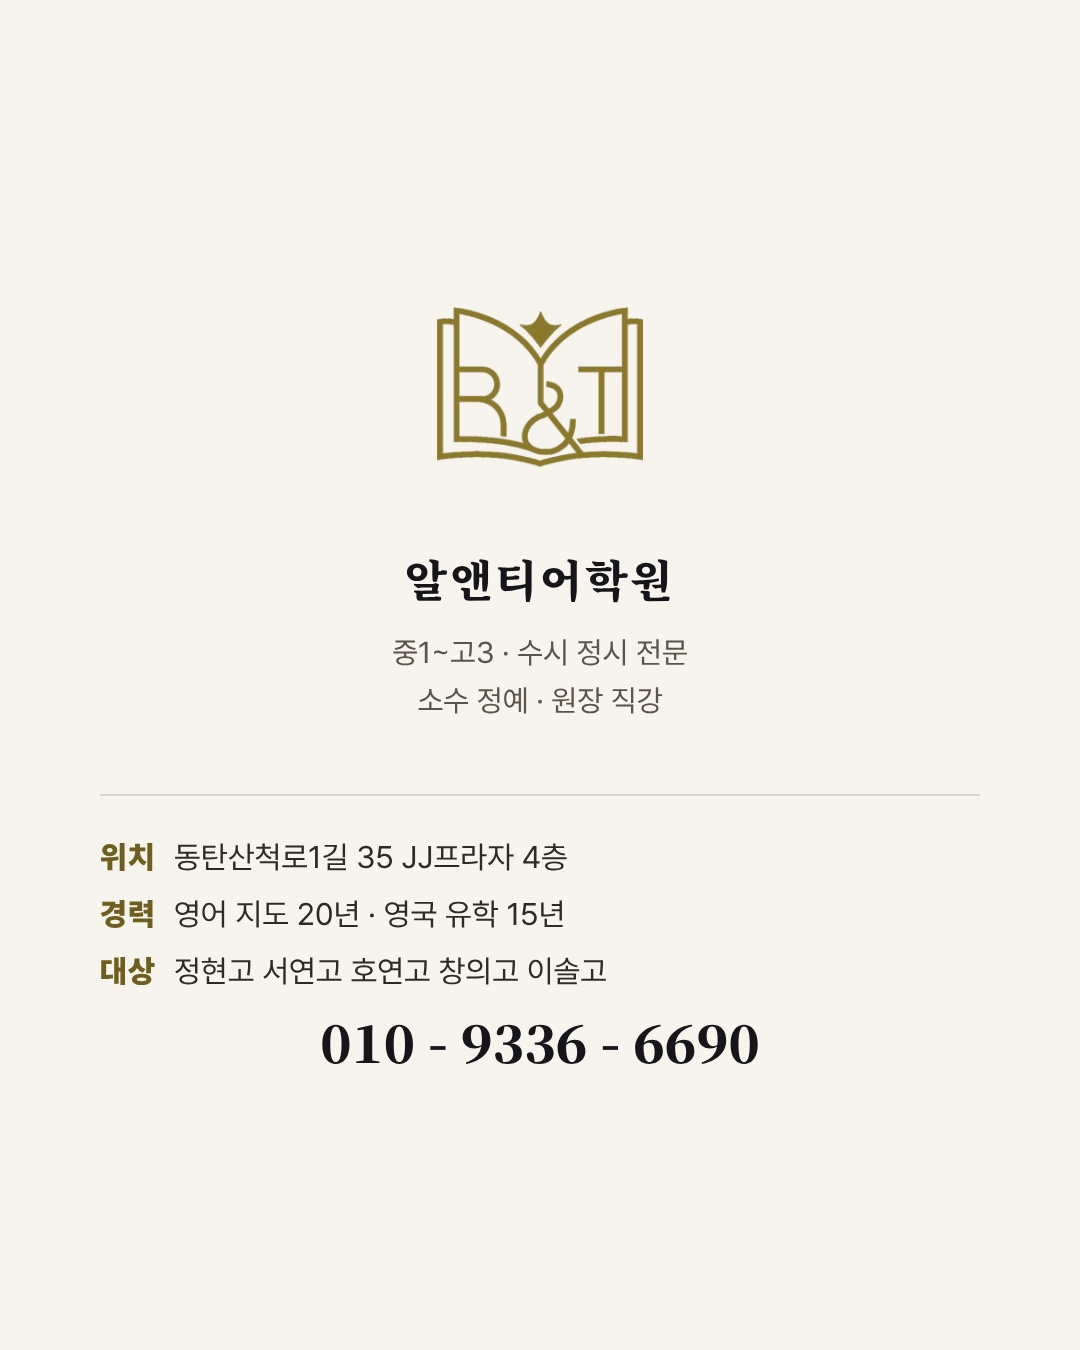 R&T
알앤티어학원
중1~고3 · 수시 정시 전문
소수 정예 · 원장 직강
위치 동탄산척로1길 35 JJ프라자 4층
경력 영어 지도 20년 · 영국 유학 15년
대상 정현고 서연고 호연고 창의고 이솔고
010 - 9336 - 6690